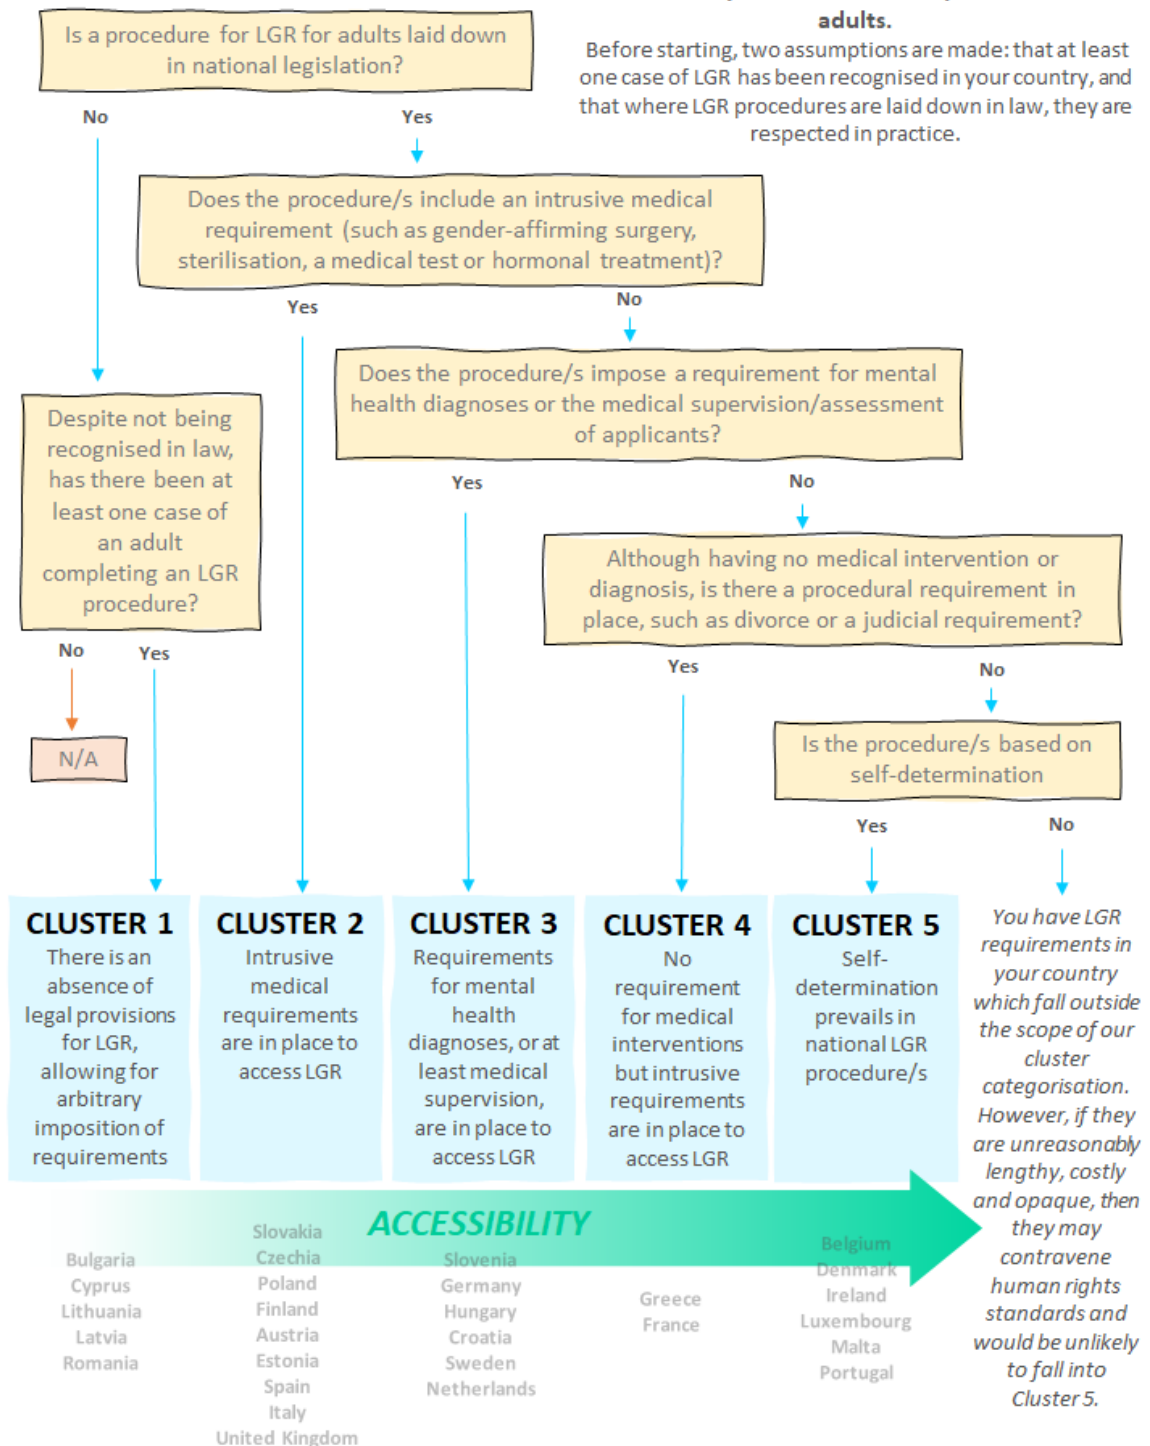 adults.
Before starting, two assumptions are made: that at least
one case of LGR has been recognised in your country, and
that where LGR procedures are laid down in law, they are
respected in practice.
Is a procedure for LGR for adults laid down
in national legislation?
No
Yes
Does the procedure/s include an intrusive medical
requirement (such as gender-affirming surgery,
sterilisation, a medical test or hormonal treatment)?
Yes
No
Does the procedure/s impose a requirement for mental
health diagnoses or the medical supervision/assessment
of applicants?
Despite not being
recognised in law,
has there been at
least one case of
an adult
completing an LGR
procedure?
Yes
No
Although having no medical intervention or
diagnosis, is there a procedural requirement in
place, such as divorce or a judicial requirement?
No
Yes
Yes
No
Is the procedure/s based on
self-determination
N/A
Yes
No
CLUSTER 1
There is an
absence of
legal provisions
for LGR,
allowing for
arbitrary
imposition of
requirements
CLUSTER 2
Intrusive
medical
requirements
are in place to
access LGR
CLUSTER 3
Requirements
for mental
health
diagnoses, or at
least medical
supervision,
are in place to
access LGR
CLUSTER 4
No
requirement
for medical
interventions
but intrusive
requirements
are in place to
access LGR
CLUSTER 5
Self-
determination
prevails in
national LGR
procedure/s
You have LGR
requirements in
your country
which fall outside
the scope of our
cluster
categorisation.
However, if they
are unreasonably
lengthy, costly
and opaque, then
they may
contravene
human rights
standards and
would be unlikely
to fall into
Cluster 5.
ACCESSIBILITY
Bulgaria
Cyprus
Lithuania
Latvia
Romania
Slovakia
Czechia
Poland
Finland
Austria
Estonia
Spain
Italy
United Kingdom
Slovenia
Germany
Hungary
Croatia
Sweden
Netherlands
Greece
France
Belgium
Denmark
Ireland
Luxembourg
Malta
Portugal